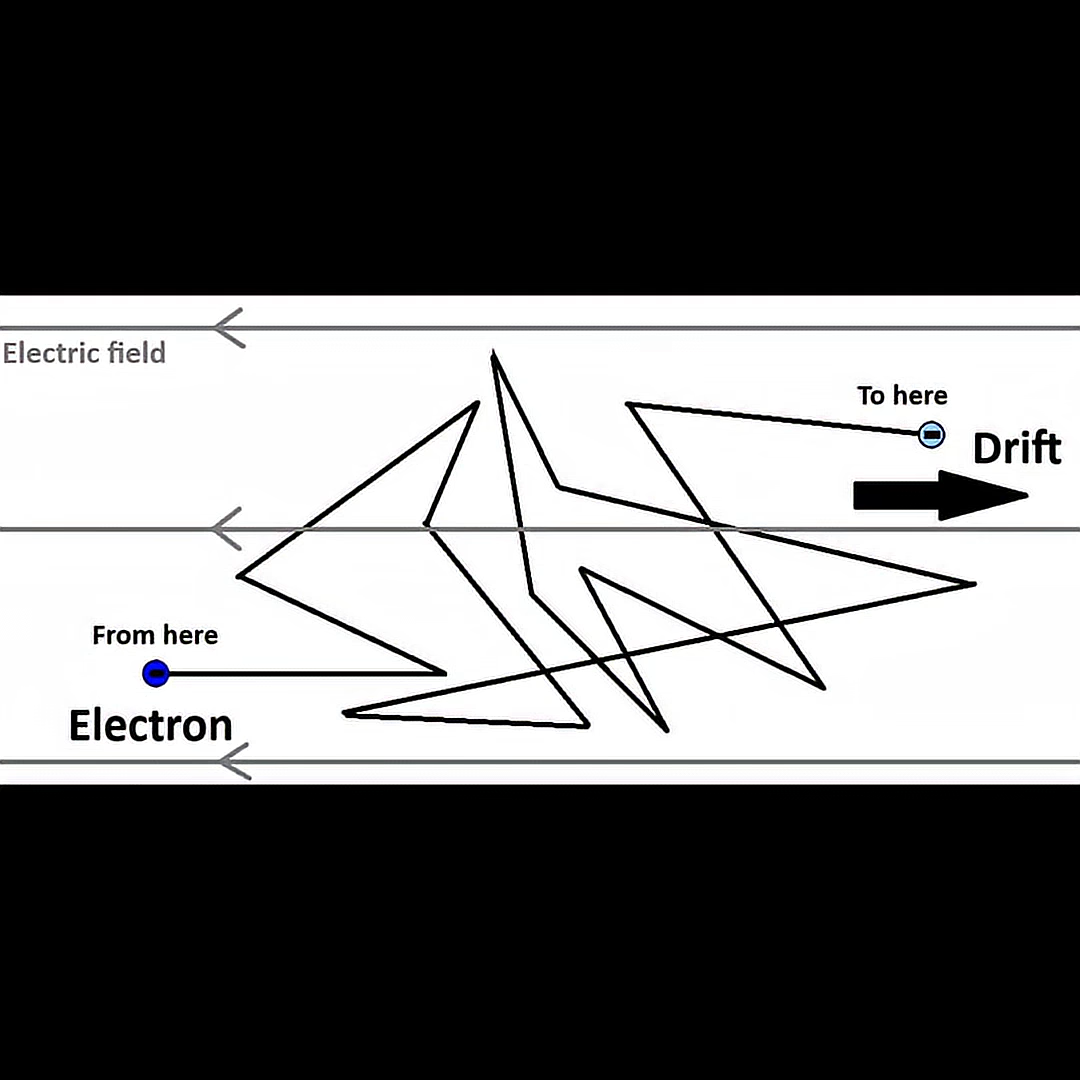 Electric field
To here
Drift
From here
Electron